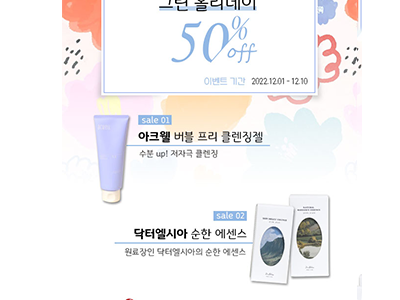 그린 홀리데이
50% off
이벤트 기간 2022.12.01 - 12.10
sale 01
아크웰 버블 프리 클렌징젤
수분 up! 저자극 클렌징
sale 02
닥터엘시아 순한 에센스
원료장인 닥터엘시아의 순한 에센스